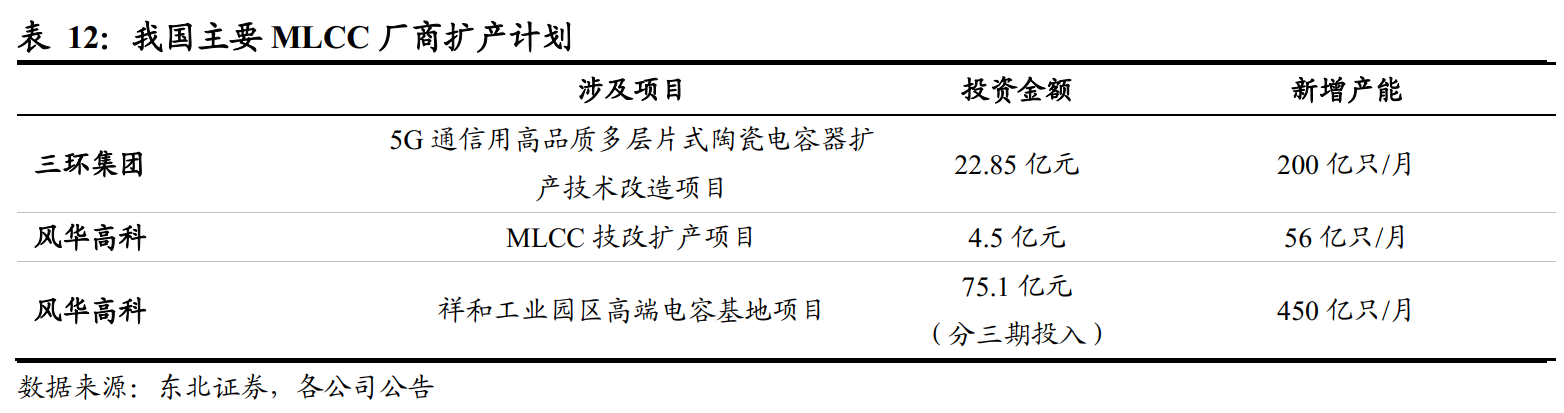 表 12：我国主要 MLCC 厂商扩产计划
涉及项目 投资金额 新增产能
5G 通信用高品质多层片式陶瓷电容器扩
三环集团 22.85 亿元 200 亿只/月
产技术改造项目
风华高科 MLCC 技改扩产项目 4.5 亿元 56 亿只/月
75.1 亿元
风华高科 祥和工业园区高端电容基地项目 450 亿只/月
（分三期投入）
数据来源：东北证券，各公司公告